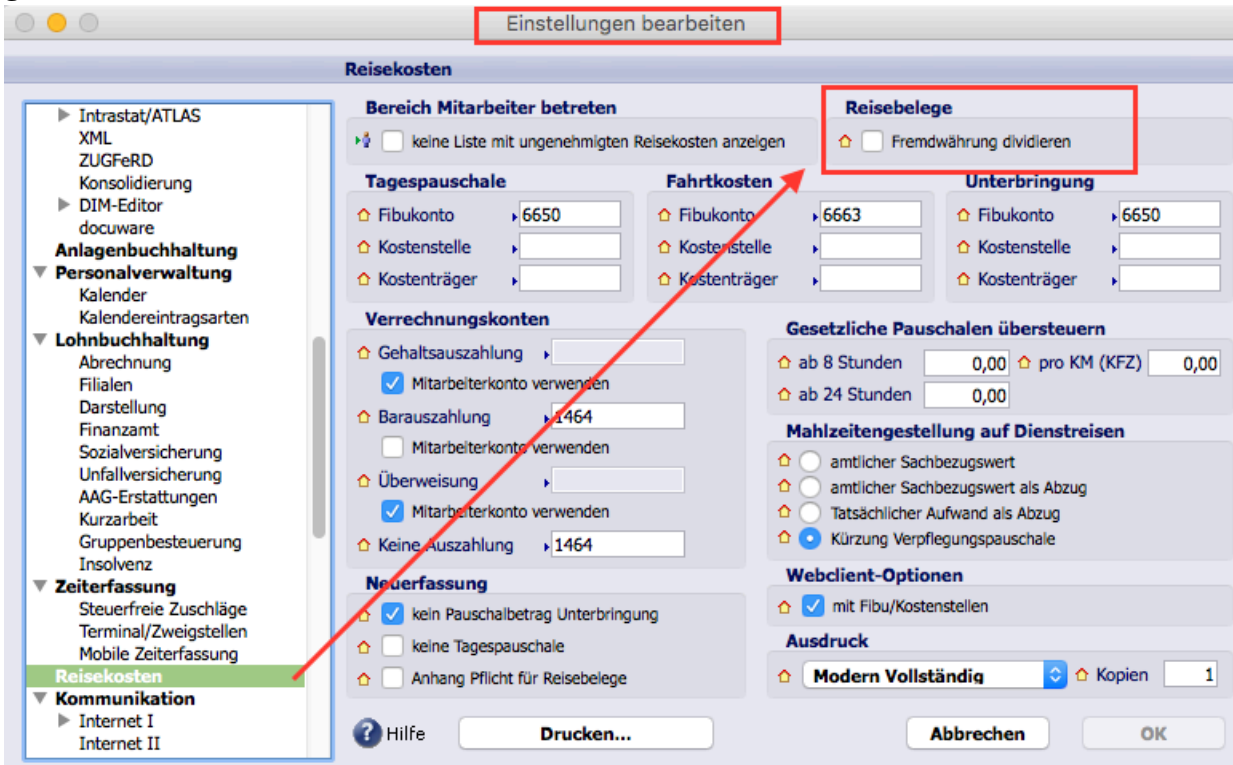 Einstellungen bearbeiten
Reisekosten
Intrastat/ATLAS
XML
ZUGFeRD
Konsolidierung
DIM-Editor
docuware
Anlagenbuchhaltung
Personalverwaltung
Kalender
Kalendereintragsarten
Lohnbuchhaltung
Abrechnung
Filialen
Darstellung
Finanzamt
Sozialversicherung
Unfallversicherung
AAG-Erstattungen
Kurzarbeit
Gruppenbesteuerung
Insolvenz
Zeiterfassung
Steuerfreie Zuschläge
Terminal/Zweigstellen
Mobile Zeiterfassung
Reisekosten
Kommunikation
Internet I
Internet II
Bereich Mitarbeiter betreten
keine Liste mit ungenehmigten Reisekosten anzeigen
Reisebelege
Fremdwährung dividieren
Tagespauschale
Fibukonto 6650
Kostenstelle
Kostenträger
Fahrtkosten
Fibukonto 6663
Kostenstelle
Kostenträger
Unterbringung
Fibukonto 6650
Kostenstelle
Kostenträger
Verrechnungskonten
Gehaltsauszahlung
Mitarbeiterkonto verwenden
Barauszahlung 1464
Mitarbeiterkonto verwenden
Überweisung
Mitarbeiterkonto verwenden
Keine Auszahlung 1464
Gesetzliche Pauschalen übersteuern
ab 8 Stunden 0,00 pro KM (KFZ) 0,00
ab 24 Stunden 0,00
Mahlzeitengestellung auf Dienstreisen
amtlicher Sachbezugswert
amtlicher Sachbezugswert als Abzug
Tatsächlicher Aufwand als Abzug
Kürzung Verpflegungspauschale
Neuerfassung
kein Pauschalbetrag Unterbringung
keine Tagespauschale
Anhang Pflicht für Reisebelege
Webclient-Optionen
mit Fibu/Kostenstellen
Ausdruck
Modern Vollständig Kopien 1
? Hilfe Drucken... Abbrechen OK